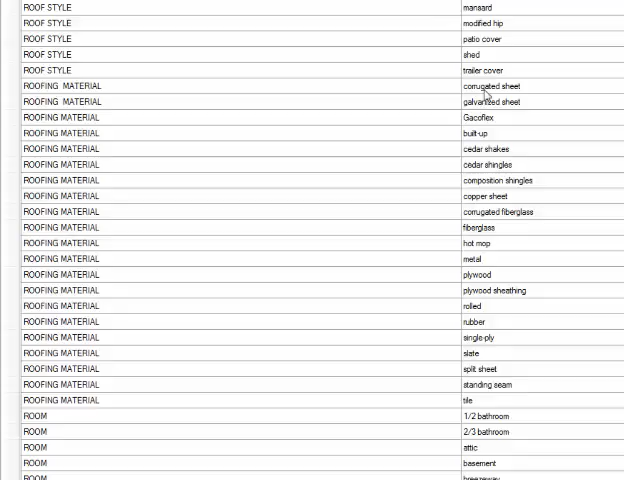 ROOF STYLE mansard
ROOF STYLE modified hip
ROOF STYLE patio cover
ROOF STYLE shed
ROOF STYLE trailer cover
ROOFING  MATERIAL corrugated sheet
ROOFING  MATERIAL galvanized sheet
ROOFING MATERIAL Gacoflex
ROOFING MATERIAL built-up
ROOFING MATERIAL cedar shakes
ROOFING MATERIAL cedar shingles
ROOFING MATERIAL composition shingles
ROOFING MATERIAL copper sheet
ROOFING MATERIAL corrugated fiberglass
ROOFING MATERIAL fiberglass
ROOFING MATERIAL hot mop
ROOFING MATERIAL metal
ROOFING MATERIAL plywood
ROOFING MATERIAL plywood sheathing
ROOFING MATERIAL rolled
ROOFING MATERIAL rubber
ROOFING MATERIAL single-ply
ROOFING MATERIAL slate
ROOFING MATERIAL split sheet
ROOFING MATERIAL standing seam
ROOFING MATERIAL tile
ROOM 1/2 bathroom
ROOM 2/3 bathroom
ROOM attic
ROOM basement
ROOM breezeway